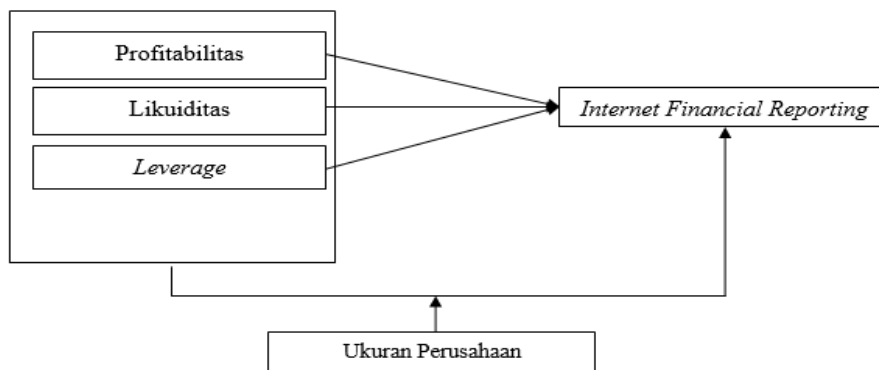 Profitabilitas
Likuiditas
Leverage
Internet Financial Reporting
Ukuran Perusahaan